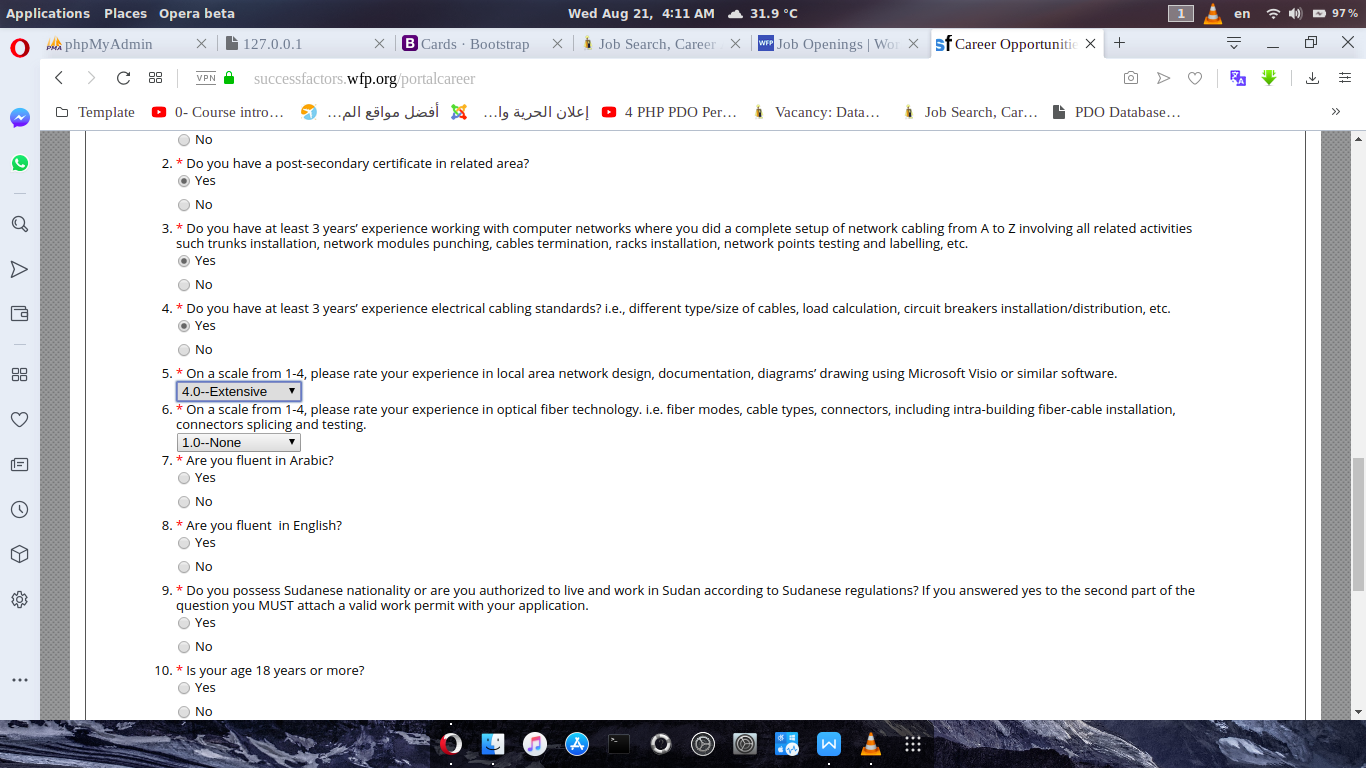 Applications Places Opera beta Wed Aug 21, 4:11 AM 31.9 °C 1 en 97 %
phpMyAdmin 127.0.0.1 B Cards · Bootstrap Job Search, Career WFP Job Openings | Wor sf Career Opportunitie
VPN successfactors.wfp.org/portalcareer
Template 0- Course intro… أفضل مواقع الم… إعلان الحرية وا… 4 PHP PDO Per… Vacancy: Data… Job Search, Car… PDO Database… »
No
2. * Do you have a post-secondary certificate in related area?
Yes
No
3. * Do you have at least 3 years’ experience working with computer networks where you did a complete setup of network cabling from A to Z involving all related activities
such trunks installation, network modules punching, cables termination, racks installation, network points testing and labelling, etc.
Yes
No
4. * Do you have at least 3 years’ experience electrical cabling standards? i.e., different type/size of cables, load calculation, circuit breakers installation/distribution, etc.
Yes
No
5. * On a scale from 1-4, please rate your experience in local area network design, documentation, diagrams’ drawing using Microsoft Visio or similar software.
4.0--Extensive
6. * On a scale from 1-4, please rate your experience in optical fiber technology. i.e. fiber modes, cable types, connectors, including intra-building fiber-cable installation,
connectors splicing and testing.
1.0--None
7. * Are you fluent in Arabic?
Yes
No
8. * Are you fluent  in English?
Yes
No
9. * Do you possess Sudanese nationality or are you authorized to live and work in Sudan according to Sudanese regulations? If you answered yes to the second part of the
question you MUST attach a valid work permit with your application.
Yes
No
10. * Is your age 18 years or more?
Yes
No